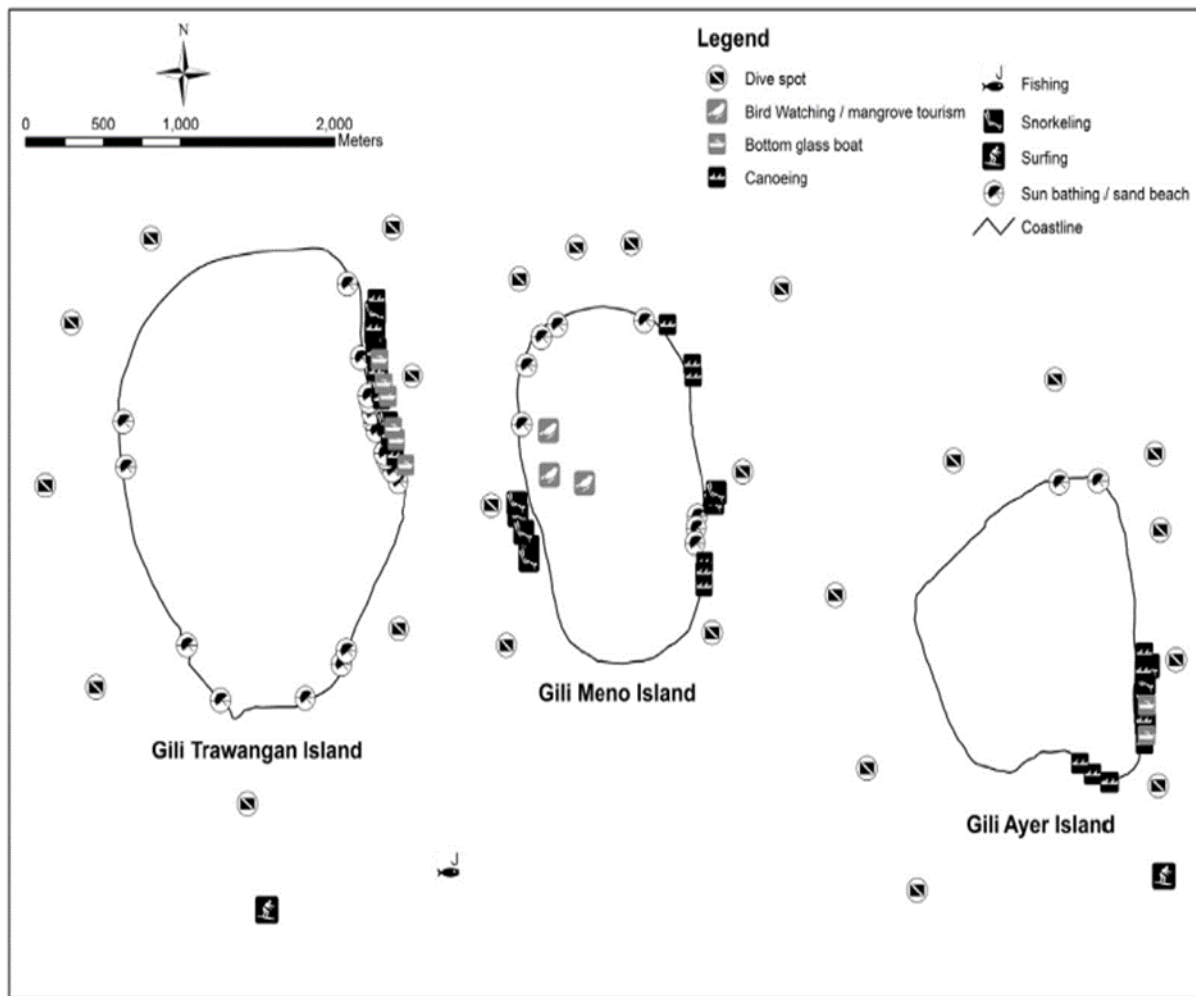 N
0 500 1,000 2,000
Meters
Legend
Dive spot
Bird Watching / mangrove tourism
Bottom glass boat
Canoeing
Fishing
Snorkeling
Surfing
Sun bathing / sand beach
Coastline
Gili Meno Island
Gili Trawangan Island
Gili Ayer Island